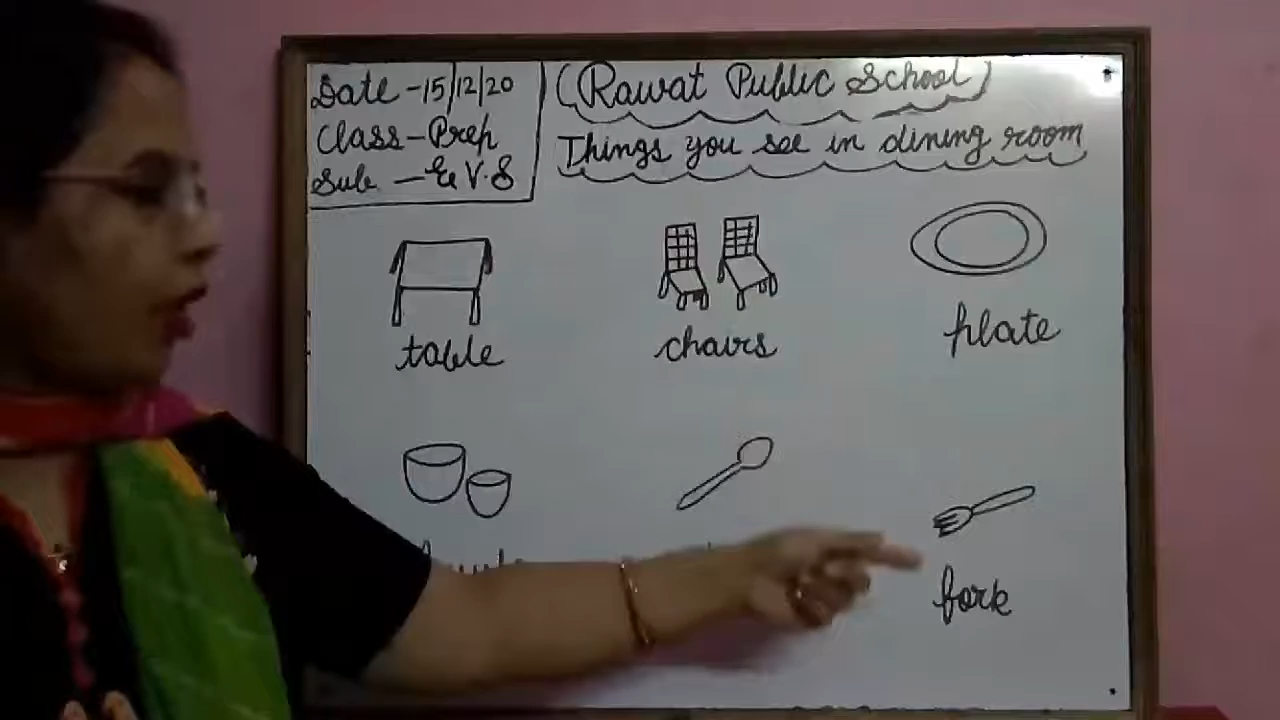 Date -15/12/20
Class-Prep
Sub - E.V.S
(Rawat Public School)
Things you see in dining room
table
chairs
plate
fork